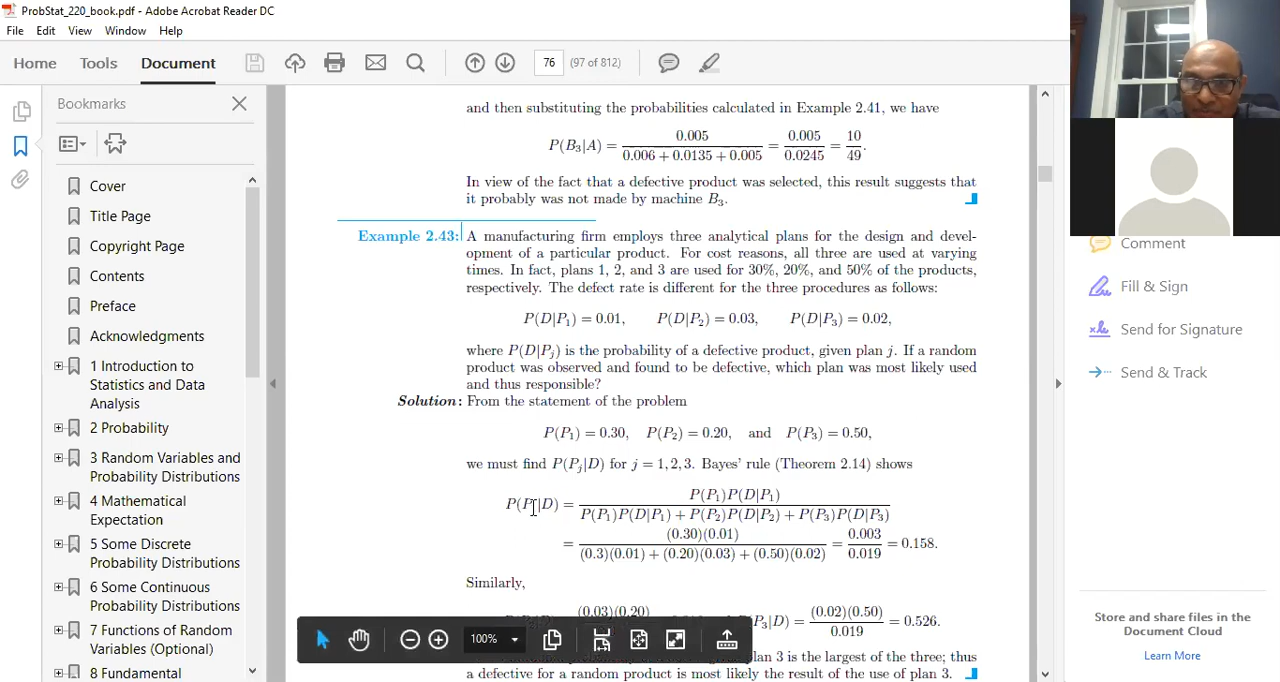 ProbStat_220_book.pdf - Adobe Acrobat Reader DC
File Edit View Window Help
Home Tools Document 76 (97 of 812)
Bookmarks
Cover
Title Page
Copyright Page
Contents
Preface
Acknowledgments
1 Introduction to
Statistics and Data
Analysis
2 Probability
3 Random Variables and
Probability Distributions
4 Mathematical
Expectation
5 Some Discrete
Probability Distributions
6 Some Continuous
Probability Distributions
7 Functions of Random
Variables (Optional)
8 Fundamental
and then substituting the probabilities calculated in Example 2.41, we have
P(B₃|A) = 0.005 / (0.006 + 0.0135 + 0.005) = 0.005 / 0.0245 = 10 / 49.
In view of the fact that a defective product was selected, this result suggests that
it probably was not made by machine B₃.
Example 2.43: A manufacturing firm employs three analytical plans for the design and devel-
opment of a particular product. For cost reasons, all three are used at varying
times. In fact, plans 1, 2, and 3 are used for 30%, 20%, and 50% of the products,
respectively. The defect rate is different for the three procedures as follows:
P(D|P₁) = 0.01, P(D|P₂) = 0.03, P(D|P₃) = 0.02,
where P(D|Pⱼ) is the probability of a defective product, given plan j. If a random
product was observed and found to be defective, which plan was most likely used
and thus responsible?
Solution: From the statement of the problem
P(P₁) = 0.30, P(P₂) = 0.20, and P(P₃) = 0.50,
we must find P(Pⱼ|D) for j = 1, 2, 3. Bayes' rule (Theorem 2.14) shows
P(P₁|D) = P(P₁)P(D|P₁) / (P(P₁)P(D|P₁) + P(P₂)P(D|P₂) + P(P₃)P(D|P₃))
= (0.30)(0.01) / ((0.3)(0.01) + (0.20)(0.03) + (0.50)(0.02)) = 0.003 / 0.019 = 0.158.
Similarly,
(0.03)(0.20) P₃|D) = (0.02)(0.50) / 0.019 = 0.526.
100%
plan 3 is the largest of the three; thus
a defective for a random product is most likely the result of the use of plan 3.
Comment
Fill & Sign
Send for Signature
Send & Track
Store and share files in the
Document Cloud
Learn More